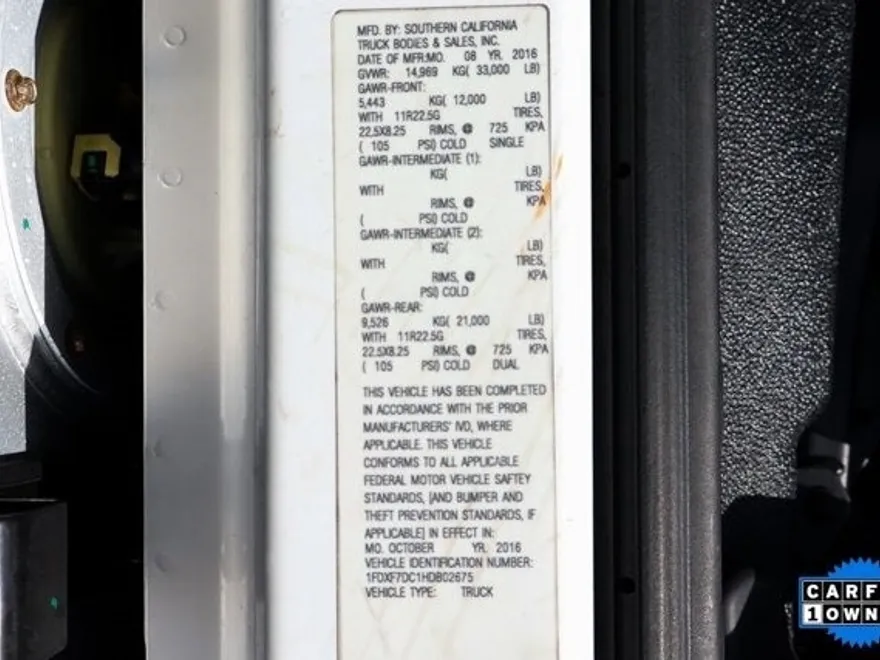 MFD. BY: SOUTHERN CALIFORNIA
TRUCK BODIES & SALES, INC.
DATE OF MFR:MO. 08 YR. 2016
GVWR: 14,969 KG( 33,000 LB)
GAWR-FRONT:
5,443 KG( 12,000 LB)
WITH 11R22.5G TIRES,
22.5X8.25 RIMS, @ 725 KPA
( 105 PSI) COLD SINGLE
GAWR-INTERMEDIATE (1):
KG( LB)
WITH TIRES,
RIMS, @ KPA
( PSI) COLD
GAWR-INTERMEDIATE (2):
KG( LB)
WITH TIRES,
RIMS, @ KPA
( PSI) COLD
GAWR-REAR:
9,526 KG( 21,000 LB)
WITH 11R22.5G TIRES,
22.5X8.25 RIMS, @ 725 KPA
( 105 PSI) COLD DUAL
THIS VEHICLE HAS BEEN COMPLETED
IN ACCORDANCE WITH THE PRIOR
MANUFACTURERS' IVD, WHERE
APPLICABLE. THIS VEHICLE
CONFORMS TO ALL APPLICABLE
FEDERAL MOTOR VEHICLE SAFTEY
STANDARDS, [AND BUMPER AND
THEFT PREVENTION STANDARDS, IF
APPLICABLE] IN EFFECT IN:
MO. OCTOBER YR. 2016
VEHICLE IDENTIFICATION NUMBER:
1FDXF7DC1HDB02675
VEHICLE TYPE: TRUCK
CARF
1 OWN